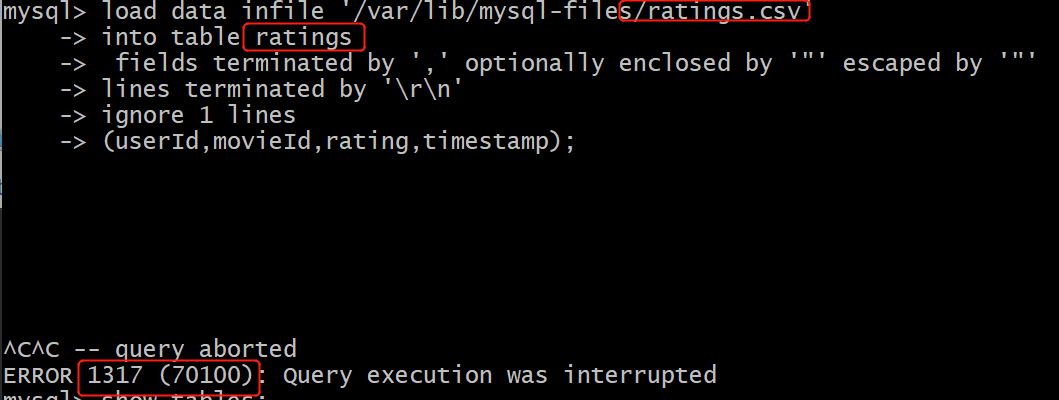 mysql> load data infile '/var/lib/mysql-files/ratings.csv'
-> into table ratings
-> fields terminated by ',' optionally enclosed by '"' escaped by '"'
-> lines terminated by '\r\n'
-> ignore 1 lines
-> (userId,movieId,rating,timestamp);
^C^C -- query aborted
ERROR 1317 (70100): Query execution was interrupted
mysql> show tables;